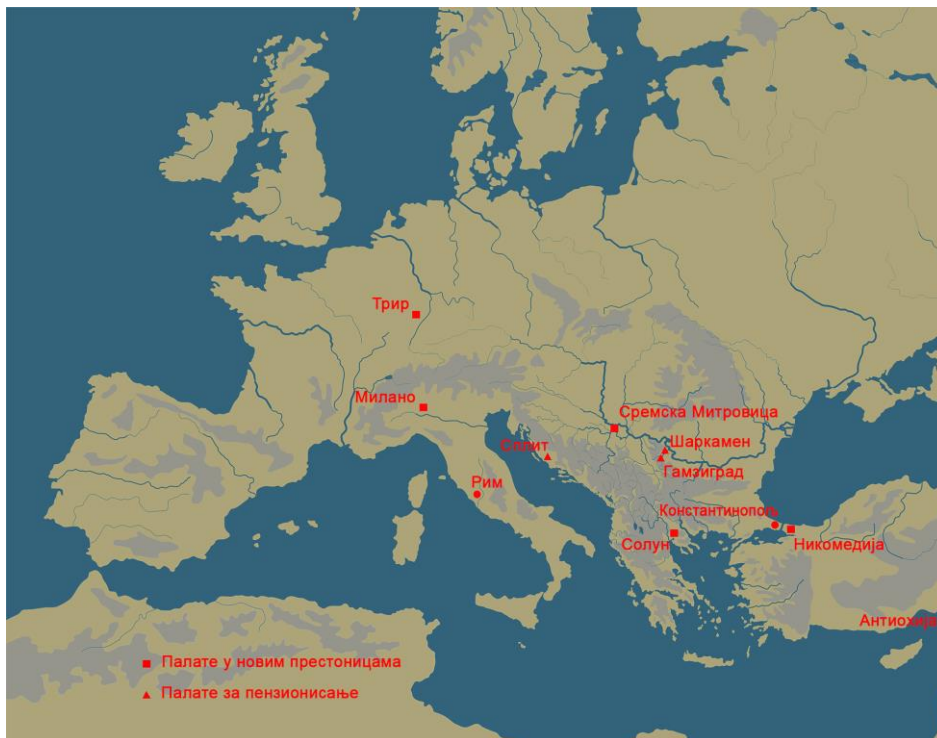 Трир
Милано
Сремска Митровица
Сплит
Шаркамен
Гамзиград
Рим
Константинопољ
Солун
Никомедија
Антиохија
Палате у новим престоницама
Палате за пензионисање